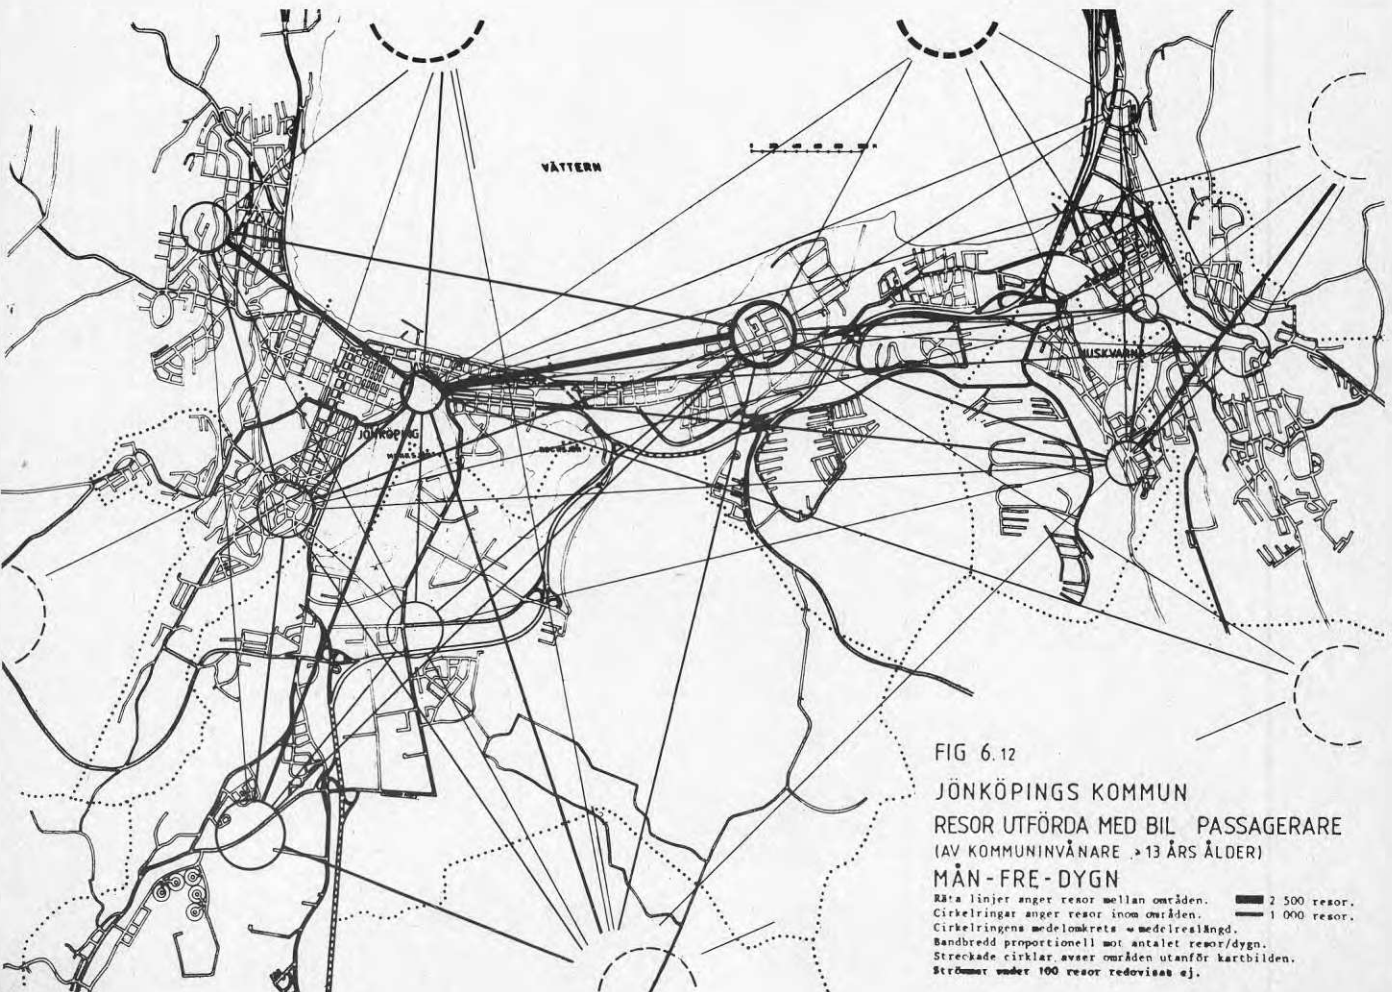 VÄTTERN
HUSKVARNA
JÖNKÖPING
FIG 6.12
JÖNKÖPINGS KOMMUN
RESOR UTFÖRDA MED BIL PASSAGERARE
(AV KOMMUNINVÅNARE > 13 ÅRS ÅLDER)
MÅN-FRE-DYGN
Räta linjer anger resor mellan områden. 2 500 resor.
Cirkelringar anger resor inom områden. 1 000 resor.
Cirkelringens medelomkrets = medelreslängd.
Bandbredd proportionell mot antalet resor/dygn.
Streckade cirklar avser områden utanför kartbilden.
Strömmar under 100 resor redovisas ej.